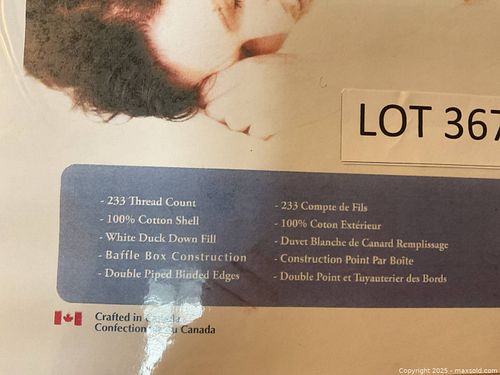 LOT 367
- 233 Thread Count
- 100% Cotton Shell
- White Duck Down Fill
- Baffle Box Construction
- Double Piped Binded Edges
- 233 Compte de Fils
- 100% Coton Extérieur
- Duvet Blanche de Canard Remplissage
- Construction Point Par Boîte
- Double Point et Tuyauterier des Bords
Crafted in Canada
Confection au Canada
Copyright 2025 - maxsold.com